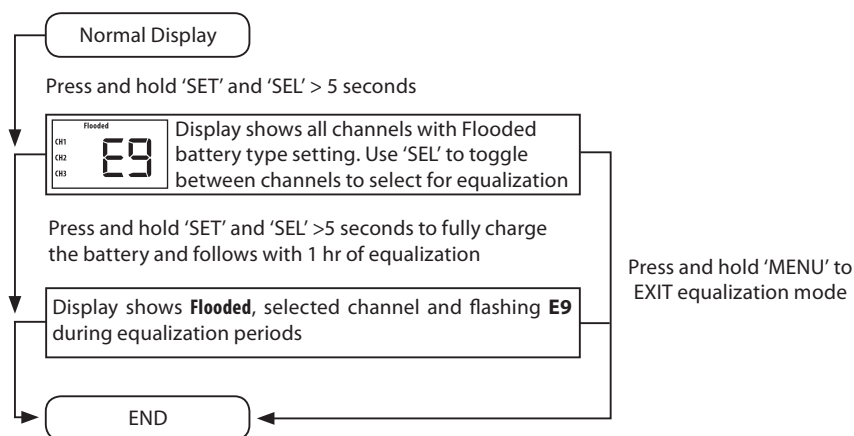 Normal Display
Press and hold ‘SET’ and ‘SEL’ > 5 seconds
Flooded
CH1
CH2
CH3
E9
Display shows all channels with Flooded
battery type setting. Use ‘SEL’ to toggle
between channels to select for equalization
Press and hold ‘SET’ and ‘SEL’ >5 seconds to fully charge
the battery and follows with 1 hr of equalization
Press and hold ‘MENU’ to
EXIT equalization mode
Display shows Flooded, selected channel and flashing E9
during equalization periods
END